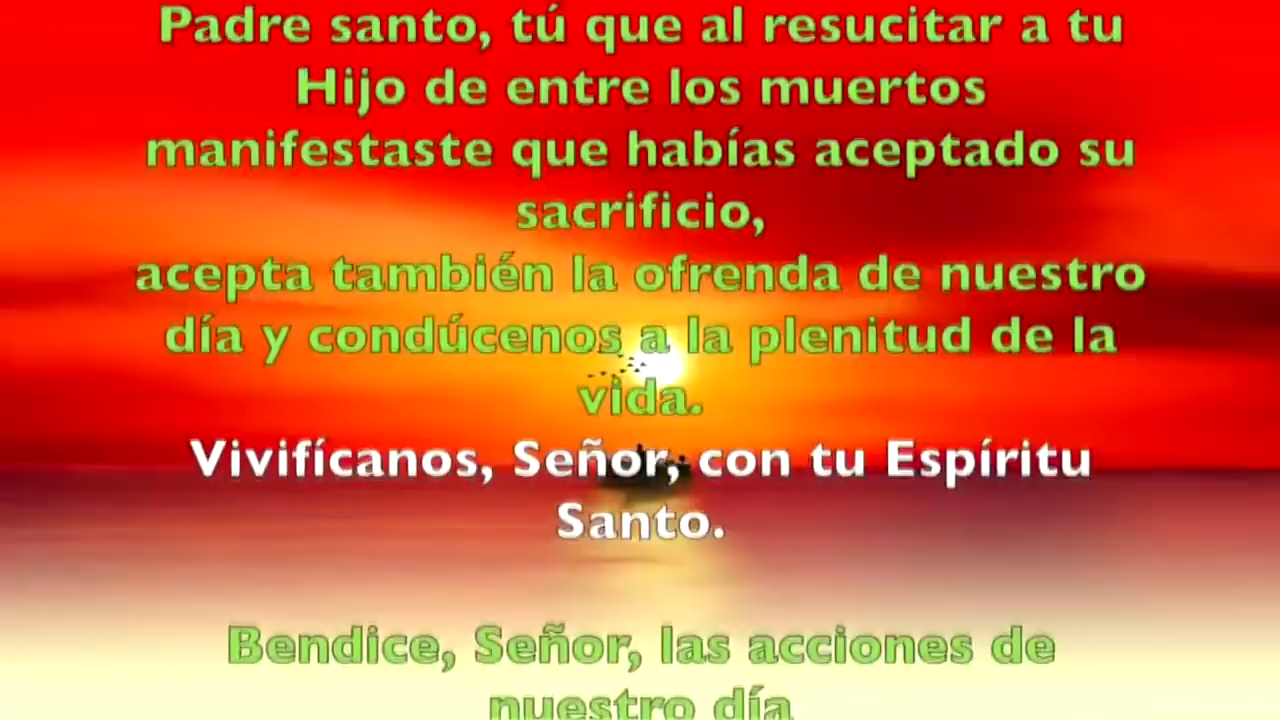 Padre santo, tú que al resucitar a tu
Hijo de entre los muertos
manifestaste que habías aceptado su
sacrificio,
acepta también la ofrenda de nuestro
día y condúcenos a la plenitud de la
vida.
Vivifícanos, Señor, con tu Espíritu
Santo.
Bendice, Señor, las acciones de
nuestro día